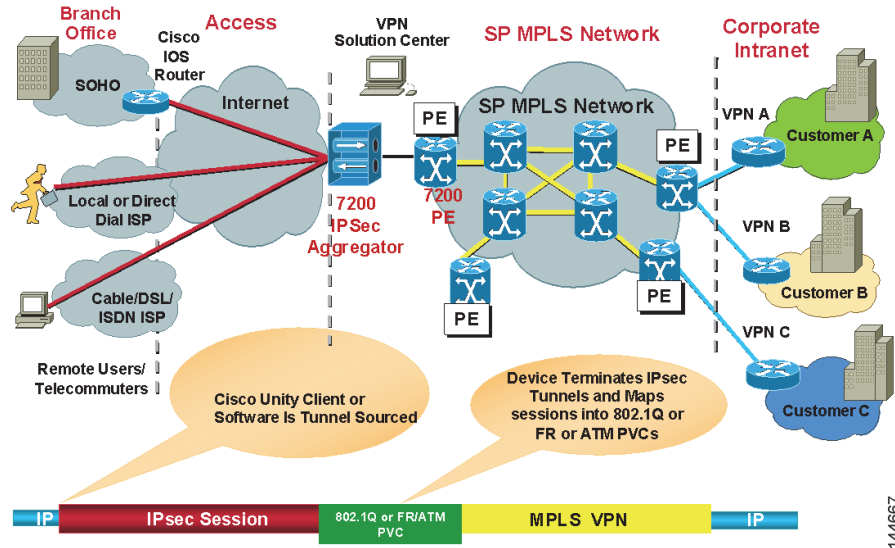 Branch
Office
Cisco
IOS
Router
Access
VPN
Solution Center
SP MPLS Network
Corporate
Intranet
SOHO
Internet
PE
SP MPLS Network
PE
VPN A
Customer A
Local or Direct
Dial ISP
7200
IPSec
Aggregator
7200
PE
VPN B
Customer B
Cable/DSL/
ISDN ISP
PE
PE
VPN C
Customer C
Remote Users/
Telecommuters
Cisco Unity Client or
Software Is Tunnel Sourced
Device Terminates IPsec
Tunnels and Maps
sessions into 802.1Q or
FR or ATM PVCs
IP
IPsec Session
802.1Q or FR/ATM
PVC
MPLS VPN
IP